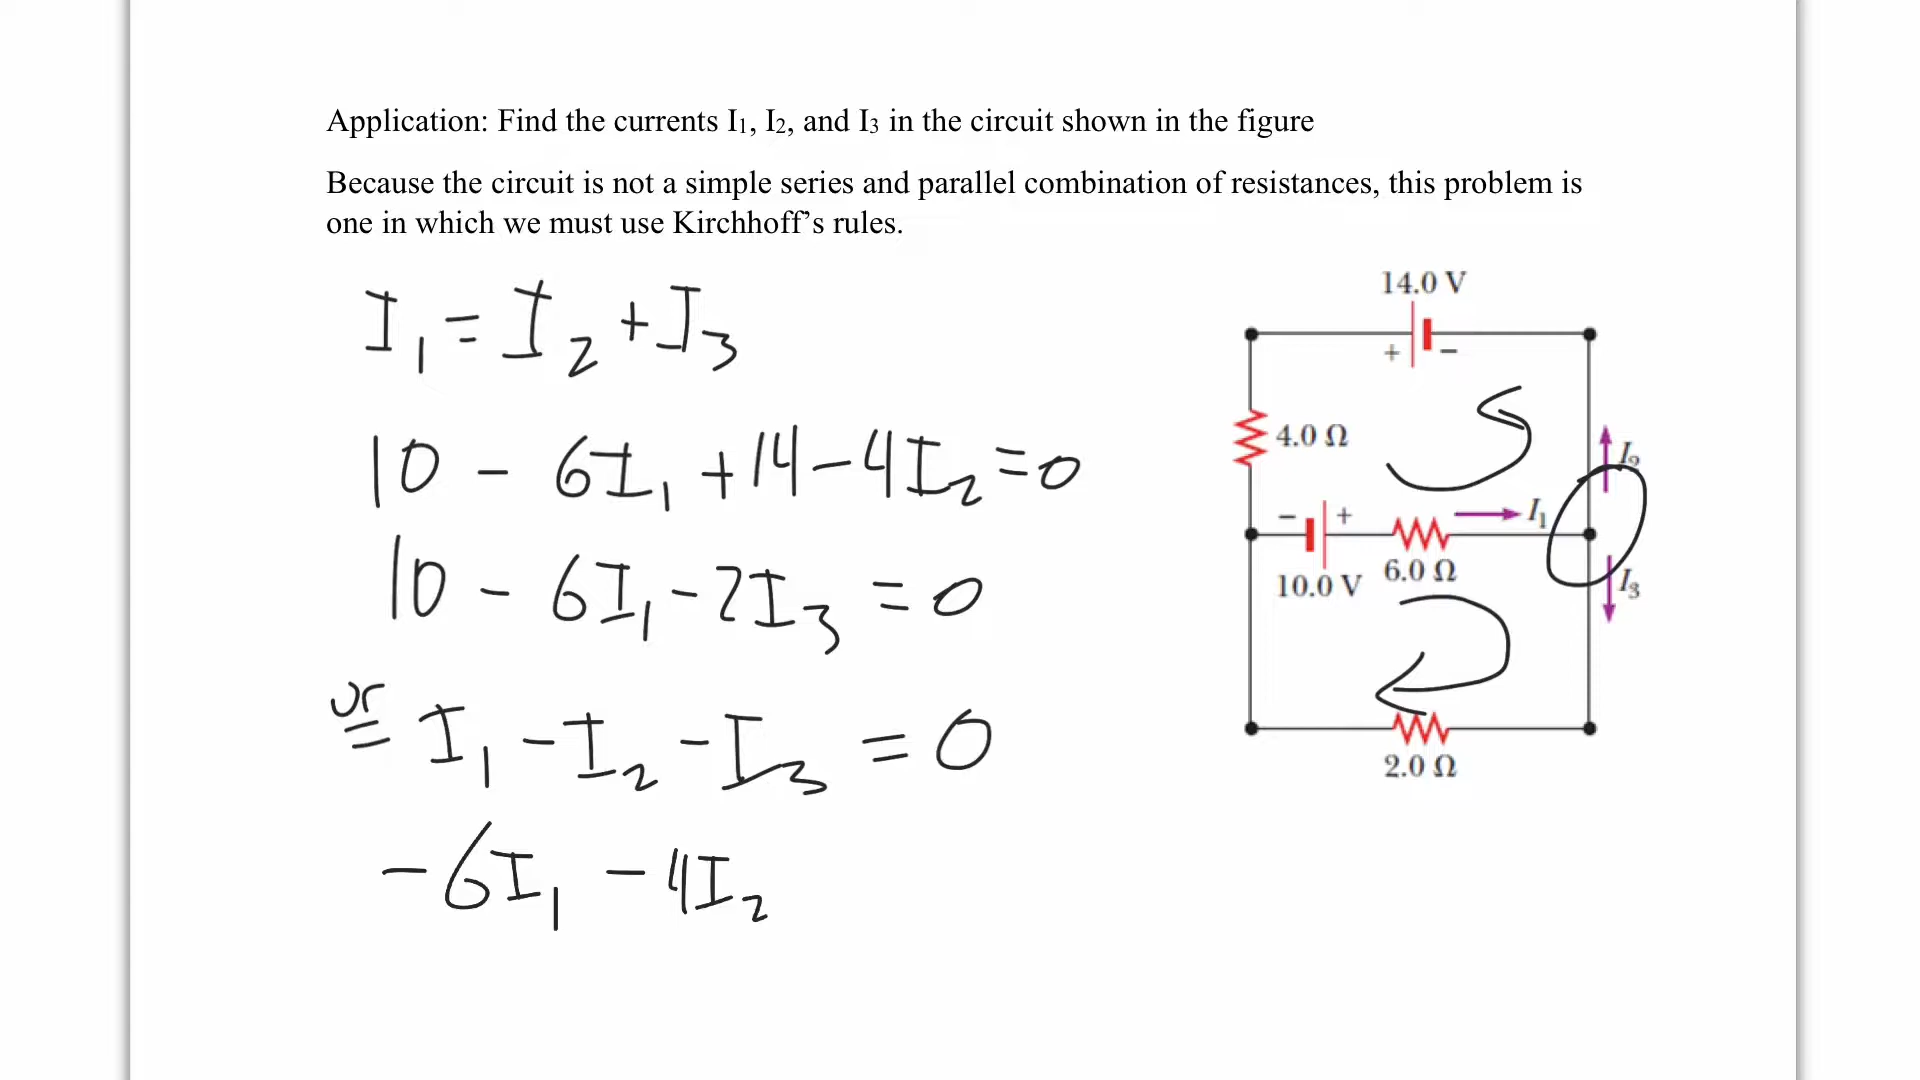 Application: Find the currents I₁, I₂, and I₃ in the circuit shown in the figure
Because the circuit is not a simple series and parallel combination of resistances, this problem is
one in which we must use Kirchhoff’s rules.
I₁ = I₂ + I₃
10 - 6I₁ + 14 - 4I₂ = 0
10 - 6I₁ - 2I₃ = 0
or I₁ - I₂ - I₃ = 0
- 6I₁ - 4I₂
14.0 V
+ −
4.0 Ω
I₂
− +
I₁
10.0 V
6.0 Ω
I₃
2.0 Ω